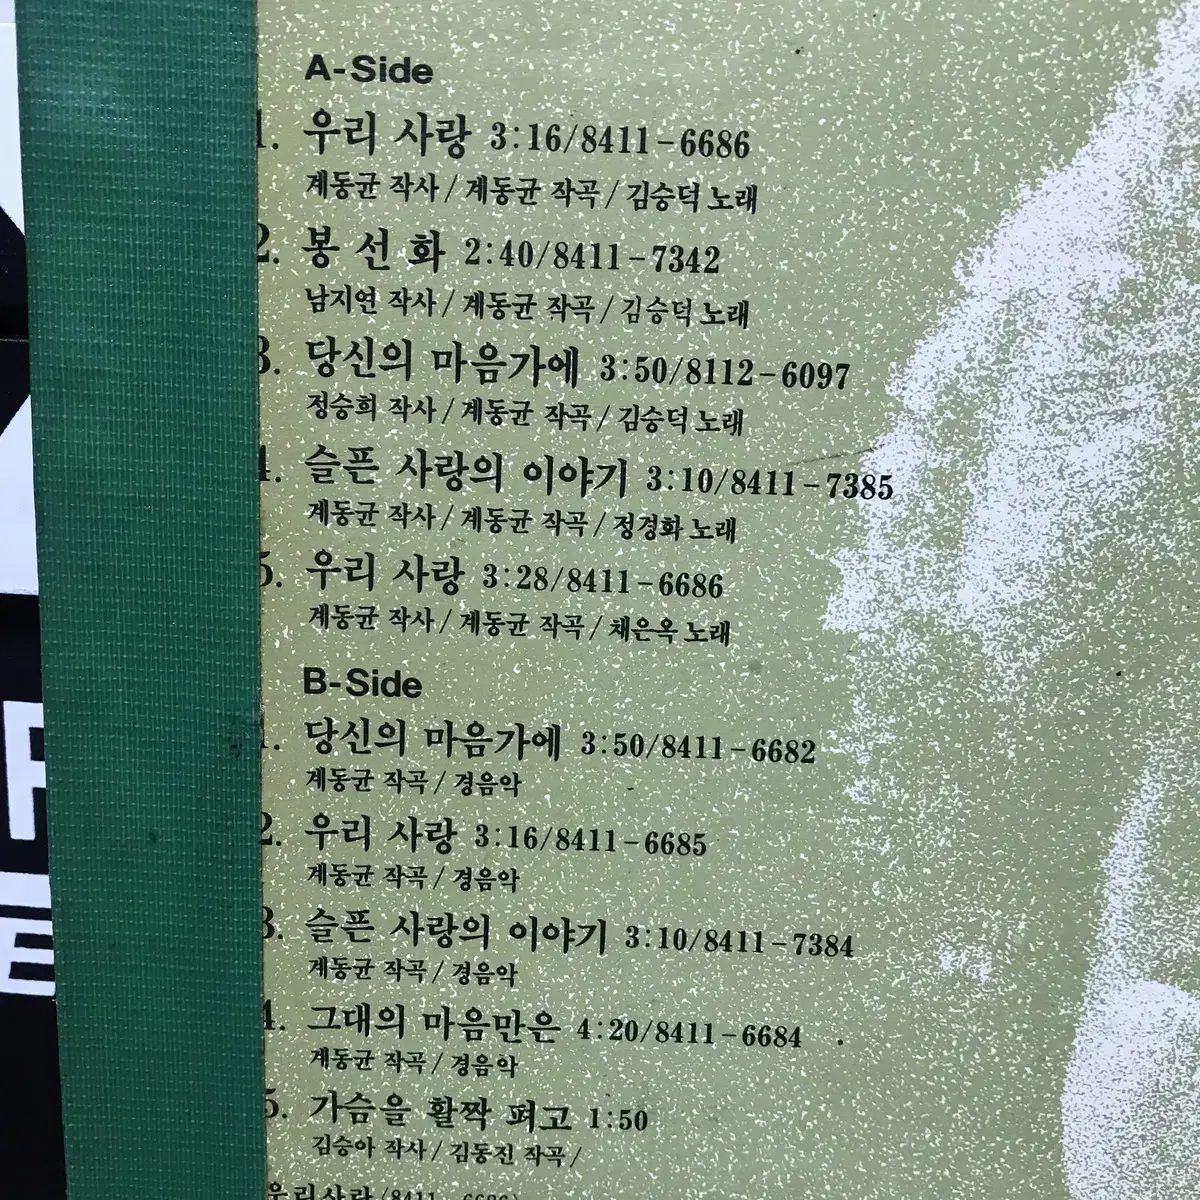 A-Side
1. 우리 사랑 3:16/8411-6686
계동균 작사/계동균 작곡/김승덕 노래
2. 봉 선 화 2:40/8411-7342
남지연 작사/계동균 작곡/김승덕 노래
3. 당신의 마음가에 3:50/8112-6097
정승희 작사/계동균 작곡/김승덕 노래
4. 슬픈 사랑의 이야기 3:10/8411-7385
계동균 작사/계동균 작곡/정경화 노래
5. 우리 사랑 3:28/8411-6686
계동균 작사/계동균 작곡/채은옥 노래
B-Side
1. 당신의 마음가에 3:50/8411-6682
계동균 작곡/경음악
2. 우리 사랑 3:16/8411-6685
계동균 작곡/경음악
3. 슬픈 사랑의 이야기 3:10/8411-7384
계동균 작곡/경음악
4. 그대의 마음만은 4:20/8411-6684
계동균 작곡/경음악
5. 가슴을 활짝 펴고 1:50
김승아 작사/김동진 작곡/
우리사랑